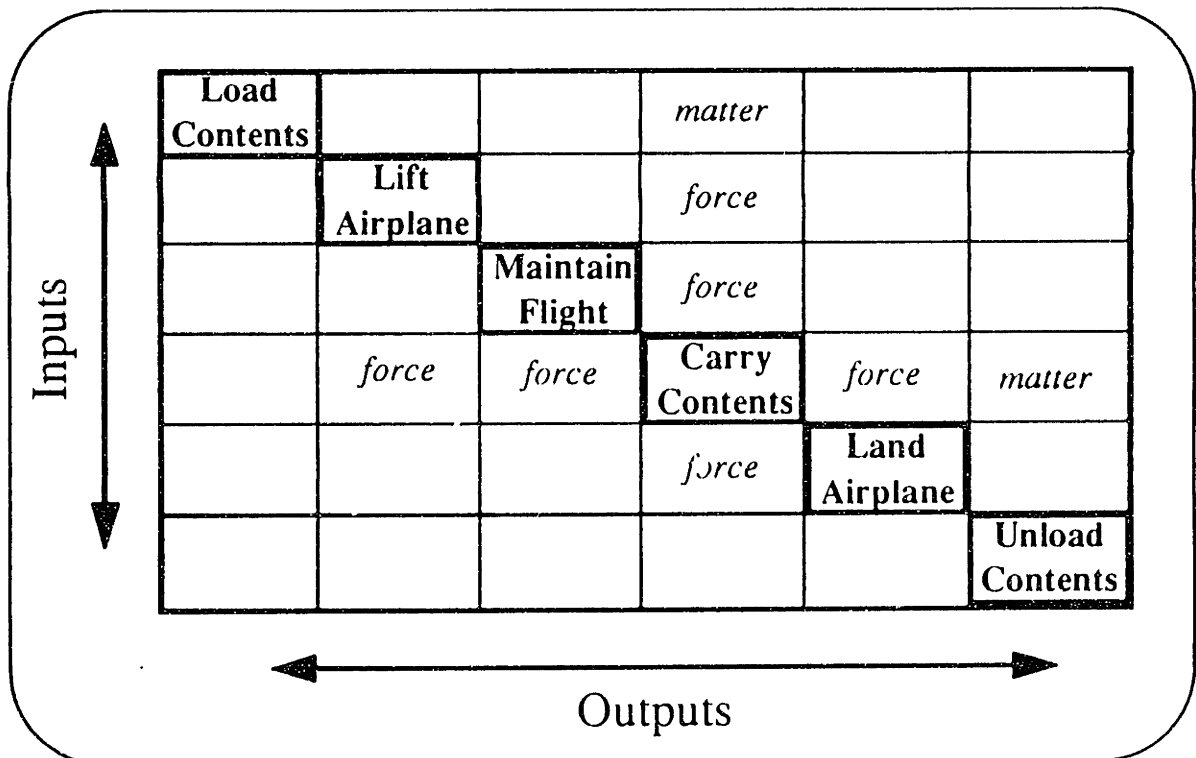 Load
Contents
matter
Lift
Airplane
force
Maintain
Flight
force
force
force
Carry
Contents
force
matter
force
Land
Airplane
Unload
Contents
Inputs
Outputs